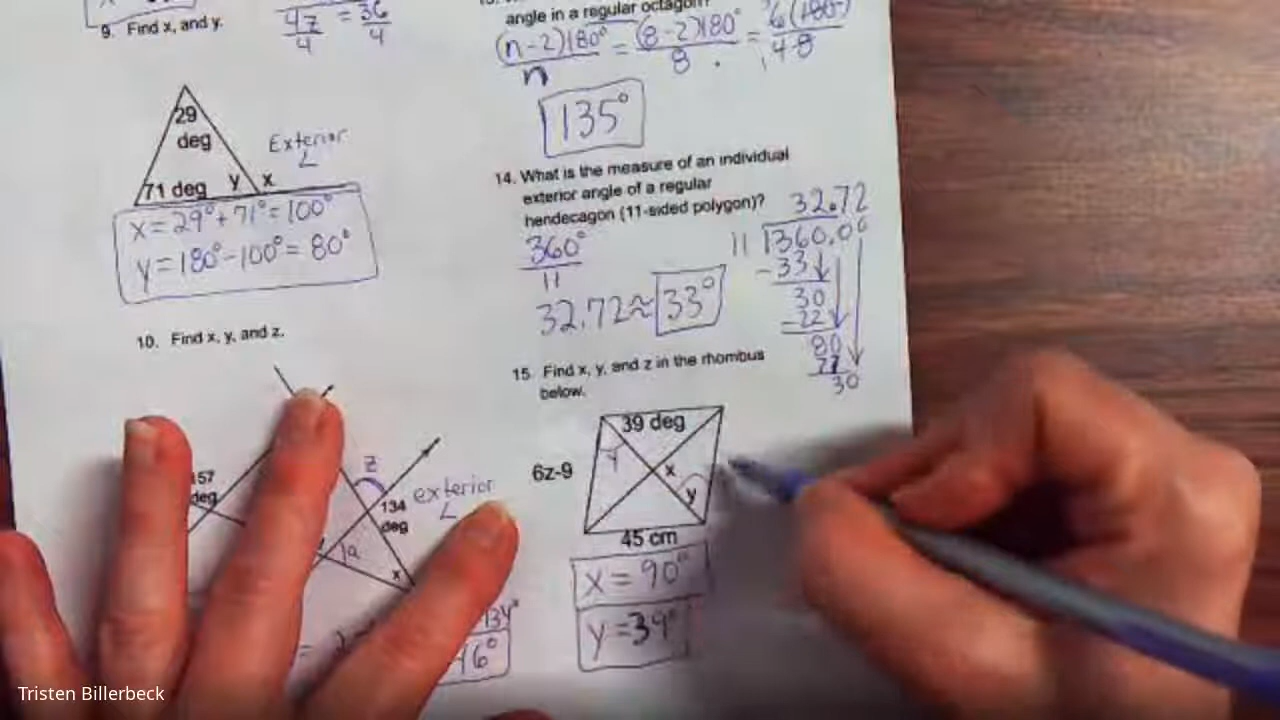 9. Find x, and y.
4z = 36
4 4
29
deg
71 deg y x
Exterior
∠
x = 29° + 71° = 100°
y = 180° - 100° = 80°
10. Find x, y, and z.
157
deg
z
134
deg
exterior
∠
a
x
134°
46°
angle in a regular octagon?
(n-2)180° = (8-2)180° =
n 8
135°
14. What is the measure of an individual
exterior angle of a regular
hendecagon (11-sided polygon)?
360°
11
32.72 ≈ 33°
32.72
11 360.00
-33
30
-22
80
77
30
15. Find x, y, and z in the rhombus
below.
39 deg
6z-9
x
y
45 cm
x = 90°
y = 39°
Tristen Billerbeck